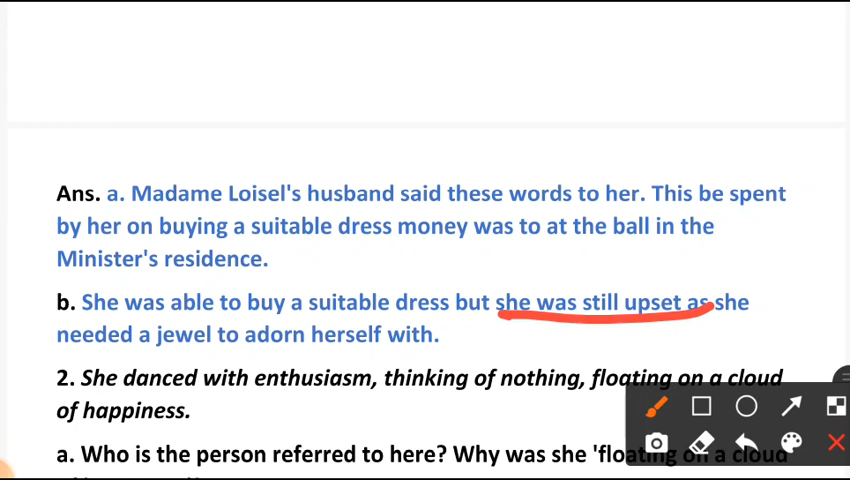 Ans. a. Madame Loisel's husband said these words to her. This be spent
by her on buying a suitable dress money was to at the ball in the
Minister's residence.
b. She was able to buy a suitable dress but she was still upset as she
needed a jewel to adorn herself with.
2. She danced with enthusiasm, thinking of nothing, floating on a cloud
of happiness.
a. Who is the person referred to here? Why was she 'floating on a cloud